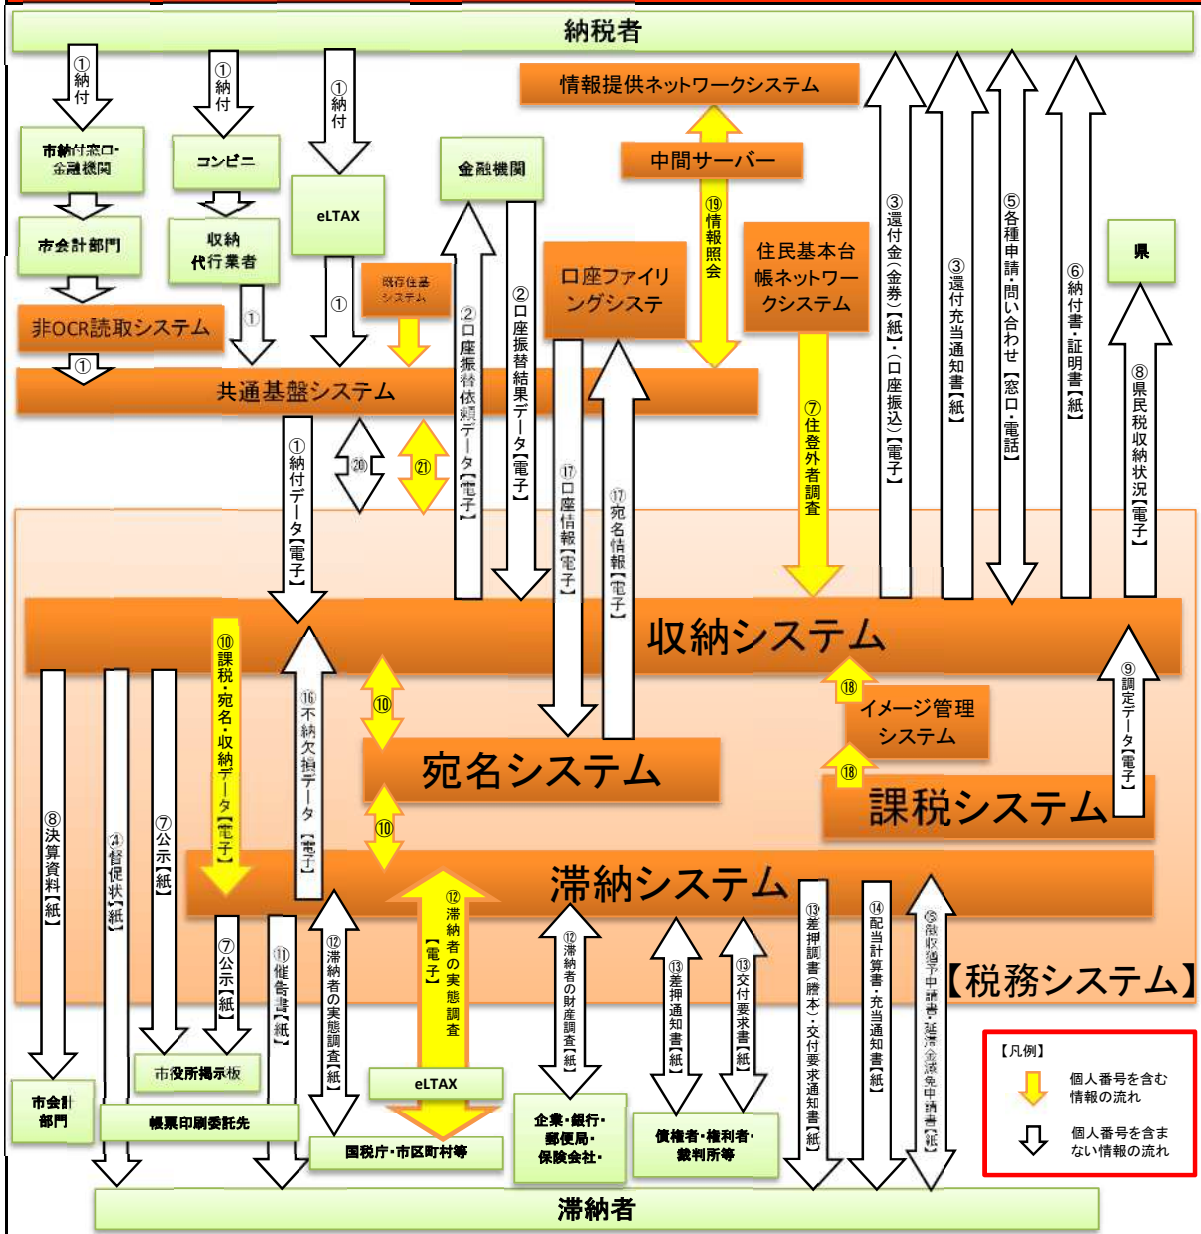 納税者
①納付
①納付
①納付
情報提供ネットワークシステム
中間サーバー
市納付窓口・
金融機関
コンビニ
金融機関
eLTAX
市会計部門
収納
代行業者
既存住基
システム
口座ファイリ
ングシステ
⑲情報照会
住民基本台
帳ネットワー
クシステム
県
非OCR読取システム
①
①
①
共通基盤システム
②口座振替依頼データ【電子】
②口座振替結果データ【電子】
③還付金(金券)【紙】・(口座振込)【電子】
③還付充当通知書【紙】
⑤各種申請・問い合わせ【窓口・電話】
⑥納付書・証明書【紙】
⑧県民税収納状況【電子】
①納付データ【電子】
⑳
㉑
⑰口座情報【電子】
⑰宛名情報【電子】
⑦住登外者調査
収納システム
⑩課税・宛名・収納データ【電子】
⑯不納欠損データ【電子】
⑩
⑱
イメージ管理
システム
⑨調定データ【電子】
宛名システム
⑱
課税システム
⑩
⑧決算資料【紙】
④督促状【紙】
⑦公示【紙】
滞納システム
【税務システム】
⑦公示【紙】
⑪催告書【紙】
⑫滞納者の実態調査【紙】
⑫滞納者の実態調査
【電子】
⑫滞納者の財産調査【紙】
⑬差押通知書【紙】
⑬交付要求書【紙】
⑬差押調書(謄本)・交付要求通知書【紙】
⑭配当計算書・充当通知書【紙】
⑮徴収猶予申請書・延滞金減免申請書【紙】
市役所掲示板
eLTAX
市会計
部門
帳票印刷委託先
国税庁・市区町村等
企業・銀行・
郵便局・
保険会社・
債権者・権利者・
裁判所等
【凡例】
個人番号を含む
情報の流れ
個人番号を含ま
ない情報の流れ
滞納者